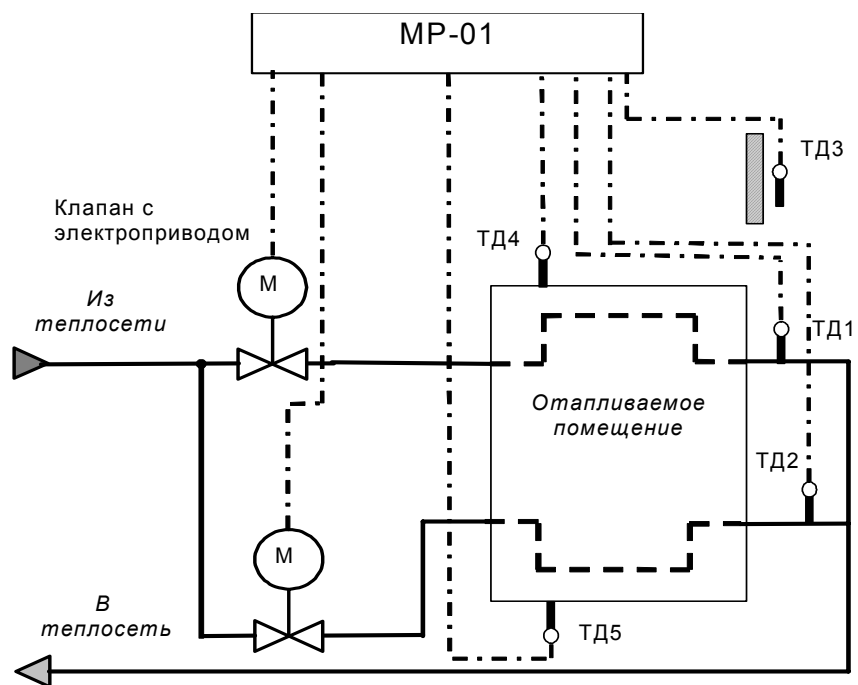 МР-01
ТД3
Клапан с
электроприводом
ТД4
М
Из
теплосети
ТД1
Отапливаемое
помещение
ТД2
М
В
теплосеть
ТД5